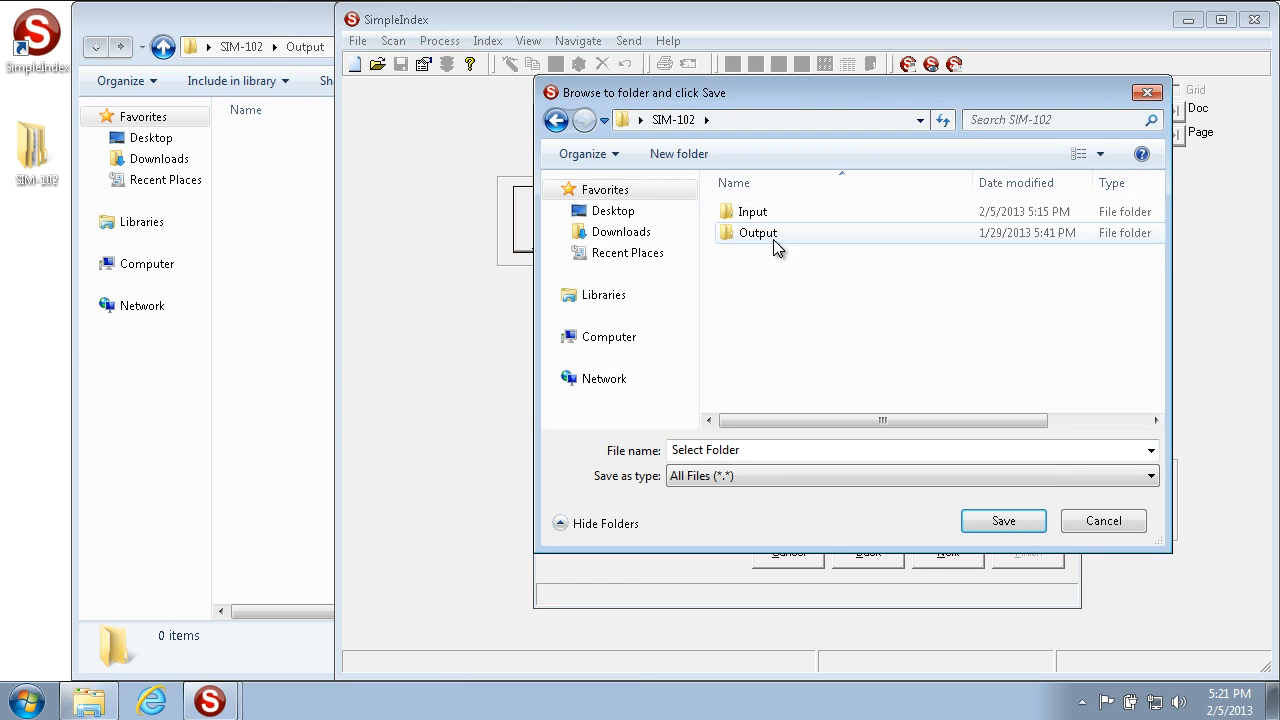 SimpleIndex
SIM-102
SIM-102
Output
Organize
Include in library
Sha
Favorites
Desktop
Downloads
Recent Places
Libraries
Computer
Network
Name
0 items
SimpleIndex
File
Scan
Process
Index
View
Navigate
Send
Help
Grid
Doc
Page
Browse to folder and click Save
SIM-102
Search SIM-102
Organize
New folder
Favorites
Desktop
Downloads
Recent Places
Libraries
Computer
Network
Name
Date modified
Type
Input
2/5/2013 5:15 PM
File folder
Output
1/29/2013 5:41 PM
File folder
File name:
Select Folder
Save as type:
All Files (*.*)
Hide Folders
Save
Cancel
5:21 PM
2/5/2013